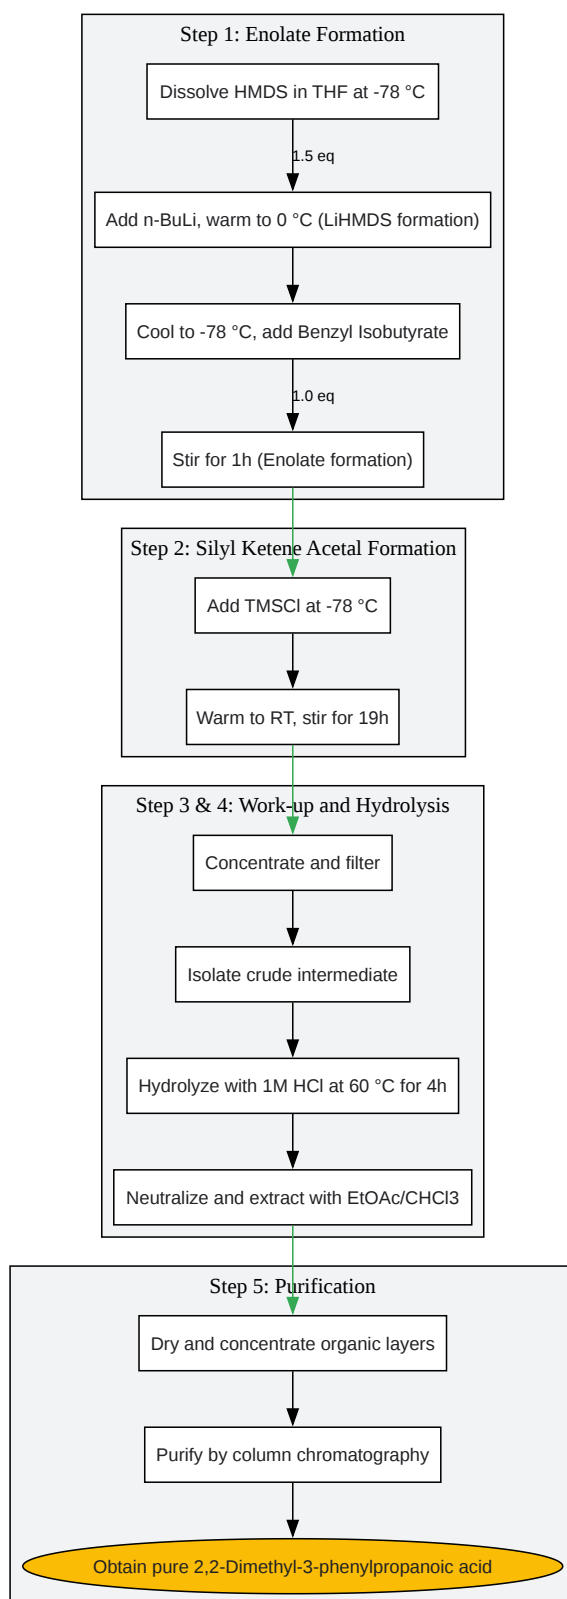 Step 1: Enolate Formation
Dissolve HMDS in THF at -78 °C
1.5 eq
Add n-BuLi, warm to 0 °C (LiHMDS formation)
Cool to -78 °C, add Benzyl Isobutyrate
1.0 eq
Stir for 1h (Enolate formation)
Step 2: Silyl Ketene Acetal Formation
Add TMSCl at -78 °C
Warm to RT, stir for 19h
Step 3 & 4: Work-up and Hydrolysis
Concentrate and filter
Isolate crude intermediate
Hydrolyze with 1M HCl at 60 °C for 4h
Neutralize and extract with EtOAc/CHCl3
Step 5: Purification
Dry and concentrate organic layers
Purify by column chromatography
Obtain pure 2,2-Dimethyl-3-phenylpropanoic acid